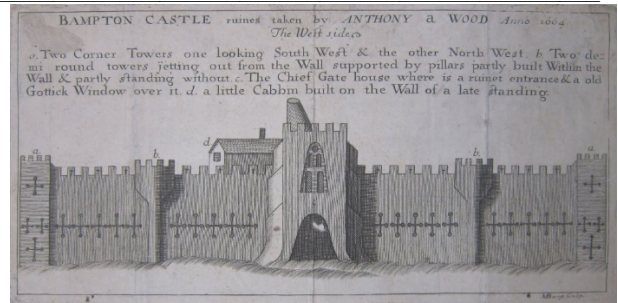 BAMPTON CASTLE ruines taken by ANTHONY a WOOD Anno 1664
The West side
a. Two Corner Towers one looking South West & the other North West. b Two de=
mi round towers jetting out from the Wall supported by pillars partly built Within the
Wall & partly standing without. c. The Chief Gate house where is a ruinet entrance & a old
Gottick Window over it. d. a little Cabbin built on the Wall of a late standing.
a
b
d
b
a